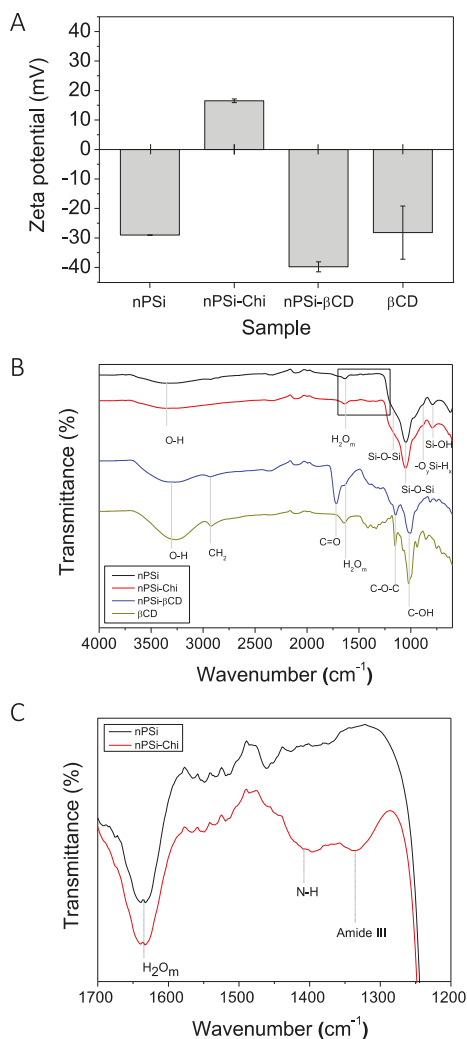 A
Zeta potential (mV)
40
30
20
10
0
-10
-20
-30
-40
nPSi
nPSi-Chi
nPSi-βCD
βCD
Sample
B
Transmittance (%)
O-H
H2Om
Si-O-Si
Si-OH
-OySi-Hx
Si-O-Si
O-H
CH2
C=O
H2Om
C-O-C
C-OH
nPSi
nPSi-Chi
nPSi-βCD
βCD
4000 3500 3000 2500 2000 1500 1000
Wavenumber (cm-1)
C
nPSi
nPSi-Chi
Transmittance (%)
N-H
Amide III
H2Om
1700 1600 1500 1400 1300 1200
Wavenumber (cm-1)